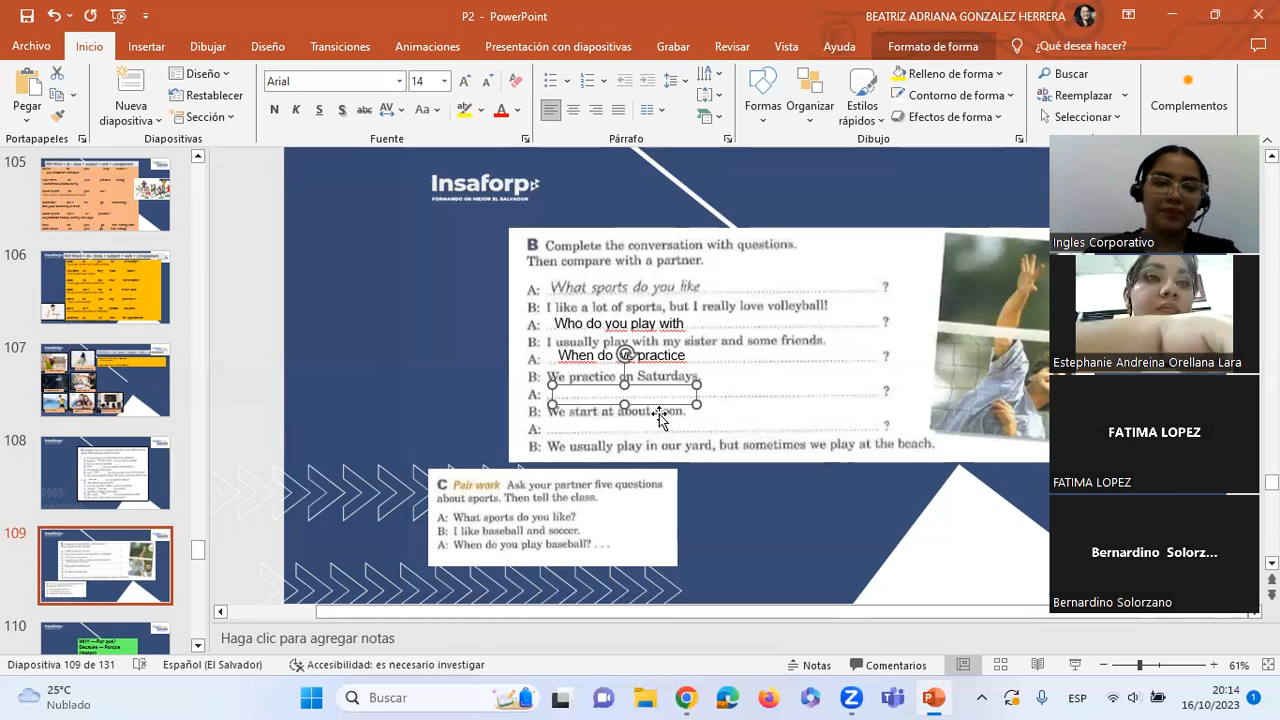 P2 - PowerPoint
BEATRIZ ADRIANA GONZALEZ HERRERA
Archivo Inicio Insertar Dibujar Diseño Transiciones Animaciones Presentación con diapositivas Grabar Revisar Vista Ayuda Formato de forma ¿Qué desea hacer?
Pegar
Portapapeles
Nueva diapositiva
Diseño
Restablecer
Sección
Diapositivas
Arial 14
N K S abc AV Aa
Fuente
Párrafo
Formas
Organizar
Estilos rápidos
Relleno de forma
Contorno de forma
Efectos de forma
Dibujo
Buscar
Reemplazar
Seleccionar
Edición
Complementos
105
106
107
108
109
110
Insaforp
FORMANDO UN MEJOR EL SALVADOR
B Complete the conversation with questions.
Then compare with a partner.
A: What sports do you like ?
I like a lot of sports, but I really love volleyball!
A: Who do you play with ?
B: I usually play with my sister and some friends.
A: When do practice ?
B: We practice on Saturdays.
A: ?
B: We start at about noon.
A: ?
B: We usually play in our yard, but sometimes we play at the beach.
C Pair work Ask your partner five questions
about sports. Then tell the class.
A: What sports do you like?
B: I like baseball and soccer.
A: When do you play baseball? . . .
Ingles Corporativo
Estephanie Andreina Orellana Lara
FATIMA LOPEZ
FATIMA LOPEZ
Bernardino Solorz...
Bernardino Solorzano
Haga clic para agregar notas
Diapositiva 109 de 131 Español (El Salvador) Accesibilidad: es necesario investigar Notas Comentarios 61%
25°C
Nublado
Buscar
ESP
20:14
16/10/2023
1